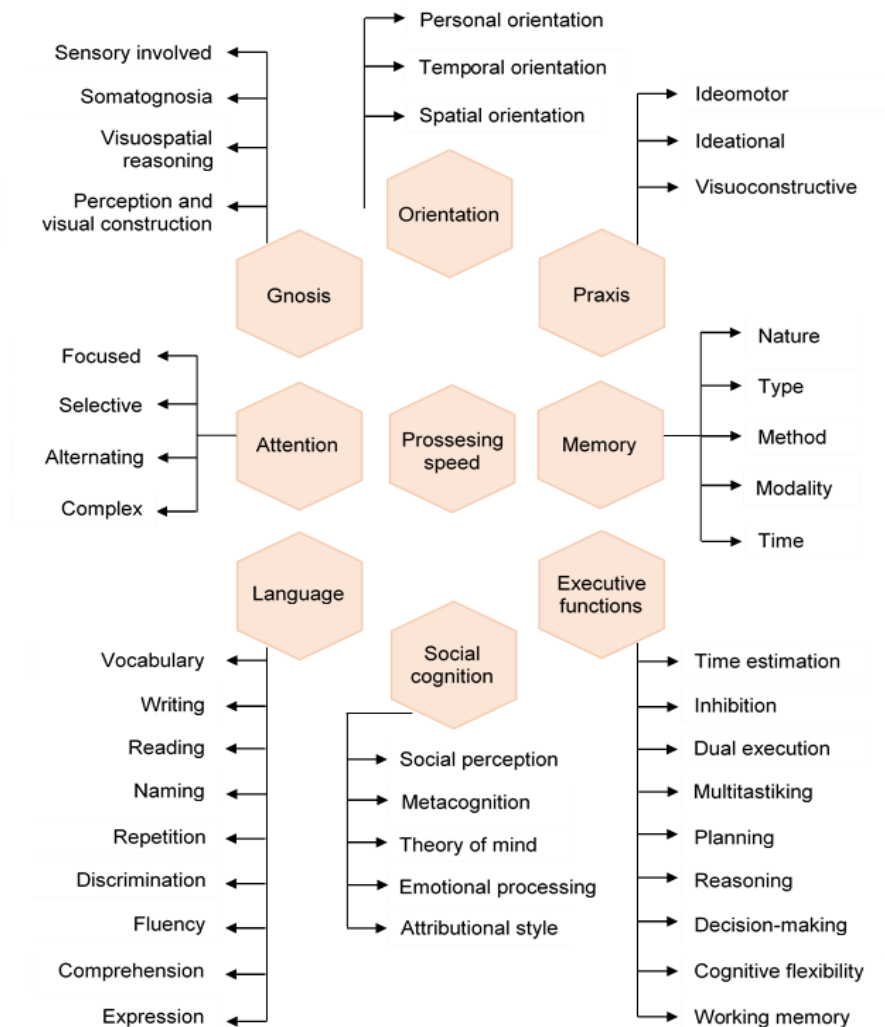 Personal orientation
Temporal orientation
Spatial orientation
Orientation
Sensory involved
Somatognosia
Visuospatial
reasoning
Perception and
visual construction
Gnosis
Ideomotor
Ideational
Visuoconstructive
Praxis
Focused
Selective
Alternating
Complex
Attention
Prossesing
speed
Memory
Nature
Type
Method
Modality
Time
Language
Vocabulary
Writing
Reading
Naming
Repetition
Discrimination
Fluency
Comprehension
Expression
Social
cognition
Social perception
Metacognition
Theory of mind
Emotional processing
Attributional style
Executive
functions
Time estimation
Inhibition
Dual execution
Multitastiking
Planning
Reasoning
Decision-making
Cognitive flexibility
Working memory